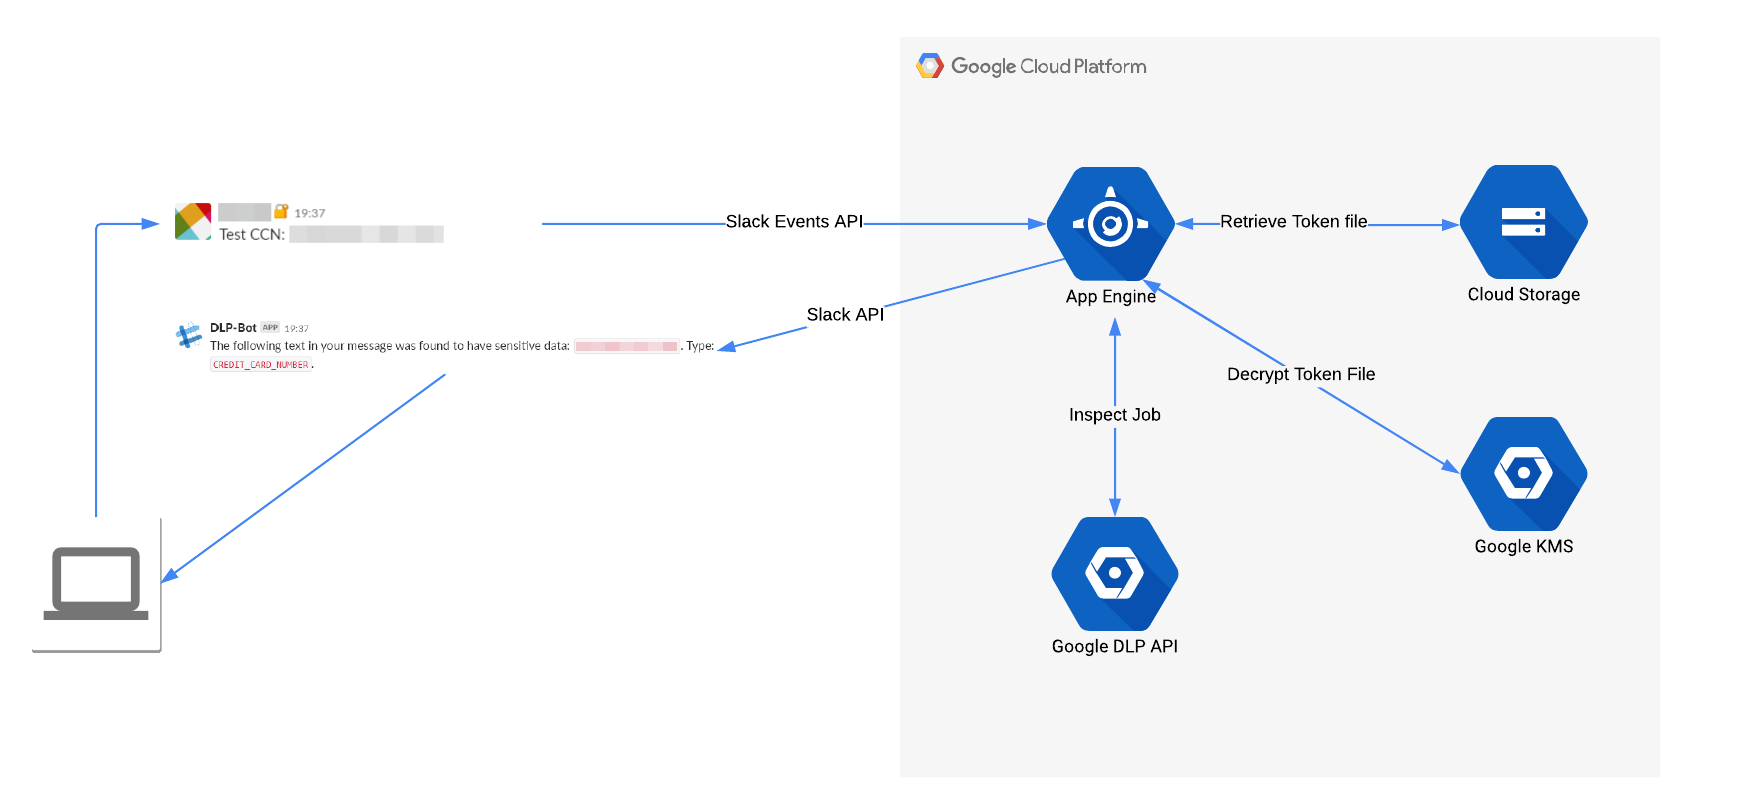 Google Cloud Platform
19:37
Test CCN:
Slack Events API
Retrieve Token file
App Engine
Cloud Storage
Slack API
DLP-Bot APP 19:37
The following text in your message was found to have sensitive data: . Type:
CREDIT_CARD_NUMBER.
Decrypt Token File
Inspect Job
Google KMS
Google DLP API